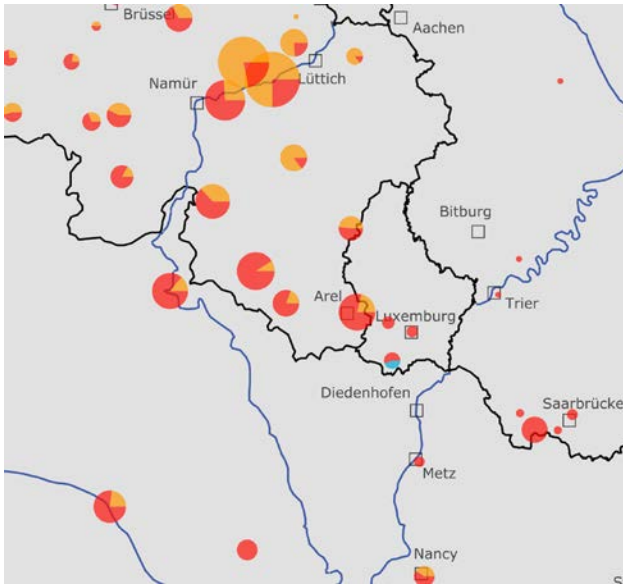 Brüssel
Aachen
Lüttich
Namür
Bitburg
Trier
Arel
Luxemburg
Diedenhofen
Saarbrücke
Metz
Nancy
S